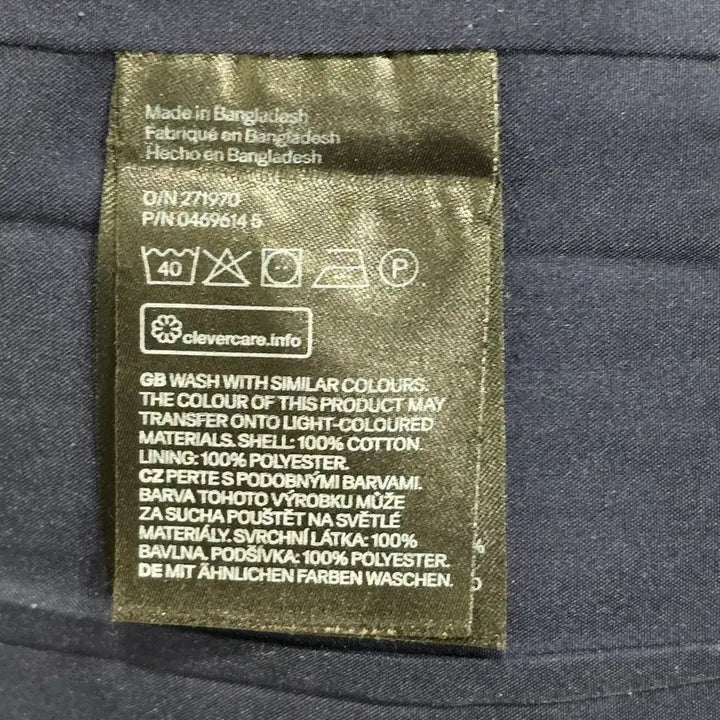 Made in Bangladesh
Fabriqué en Bangladesh
Hecho en Bangladesh
O/N 271970
P/N 0469614 5
40
P
clevercare.info
GB WASH WITH SIMILAR COLOURS.
THE COLOUR OF THIS PRODUCT MAY
TRANSFER ONTO LIGHT-COLOURED
MATERIALS. SHELL: 100% COTTON.
LINING: 100% POLYESTER.
CZ PERTE S PODOBNÝMI BARVAMI.
BARVA TOHOTO VÝROBKU MŮŽE
ZA SUCHA POUŠTĚT NA SVĚTLÉ
MATERIÁLY. SVRCHNÍ LÁTKA: 100%
BAVLNA. PODŠÍVKA: 100% POLYESTER.
DE MIT ÄHNLICHEN FARBEN WASCHEN.